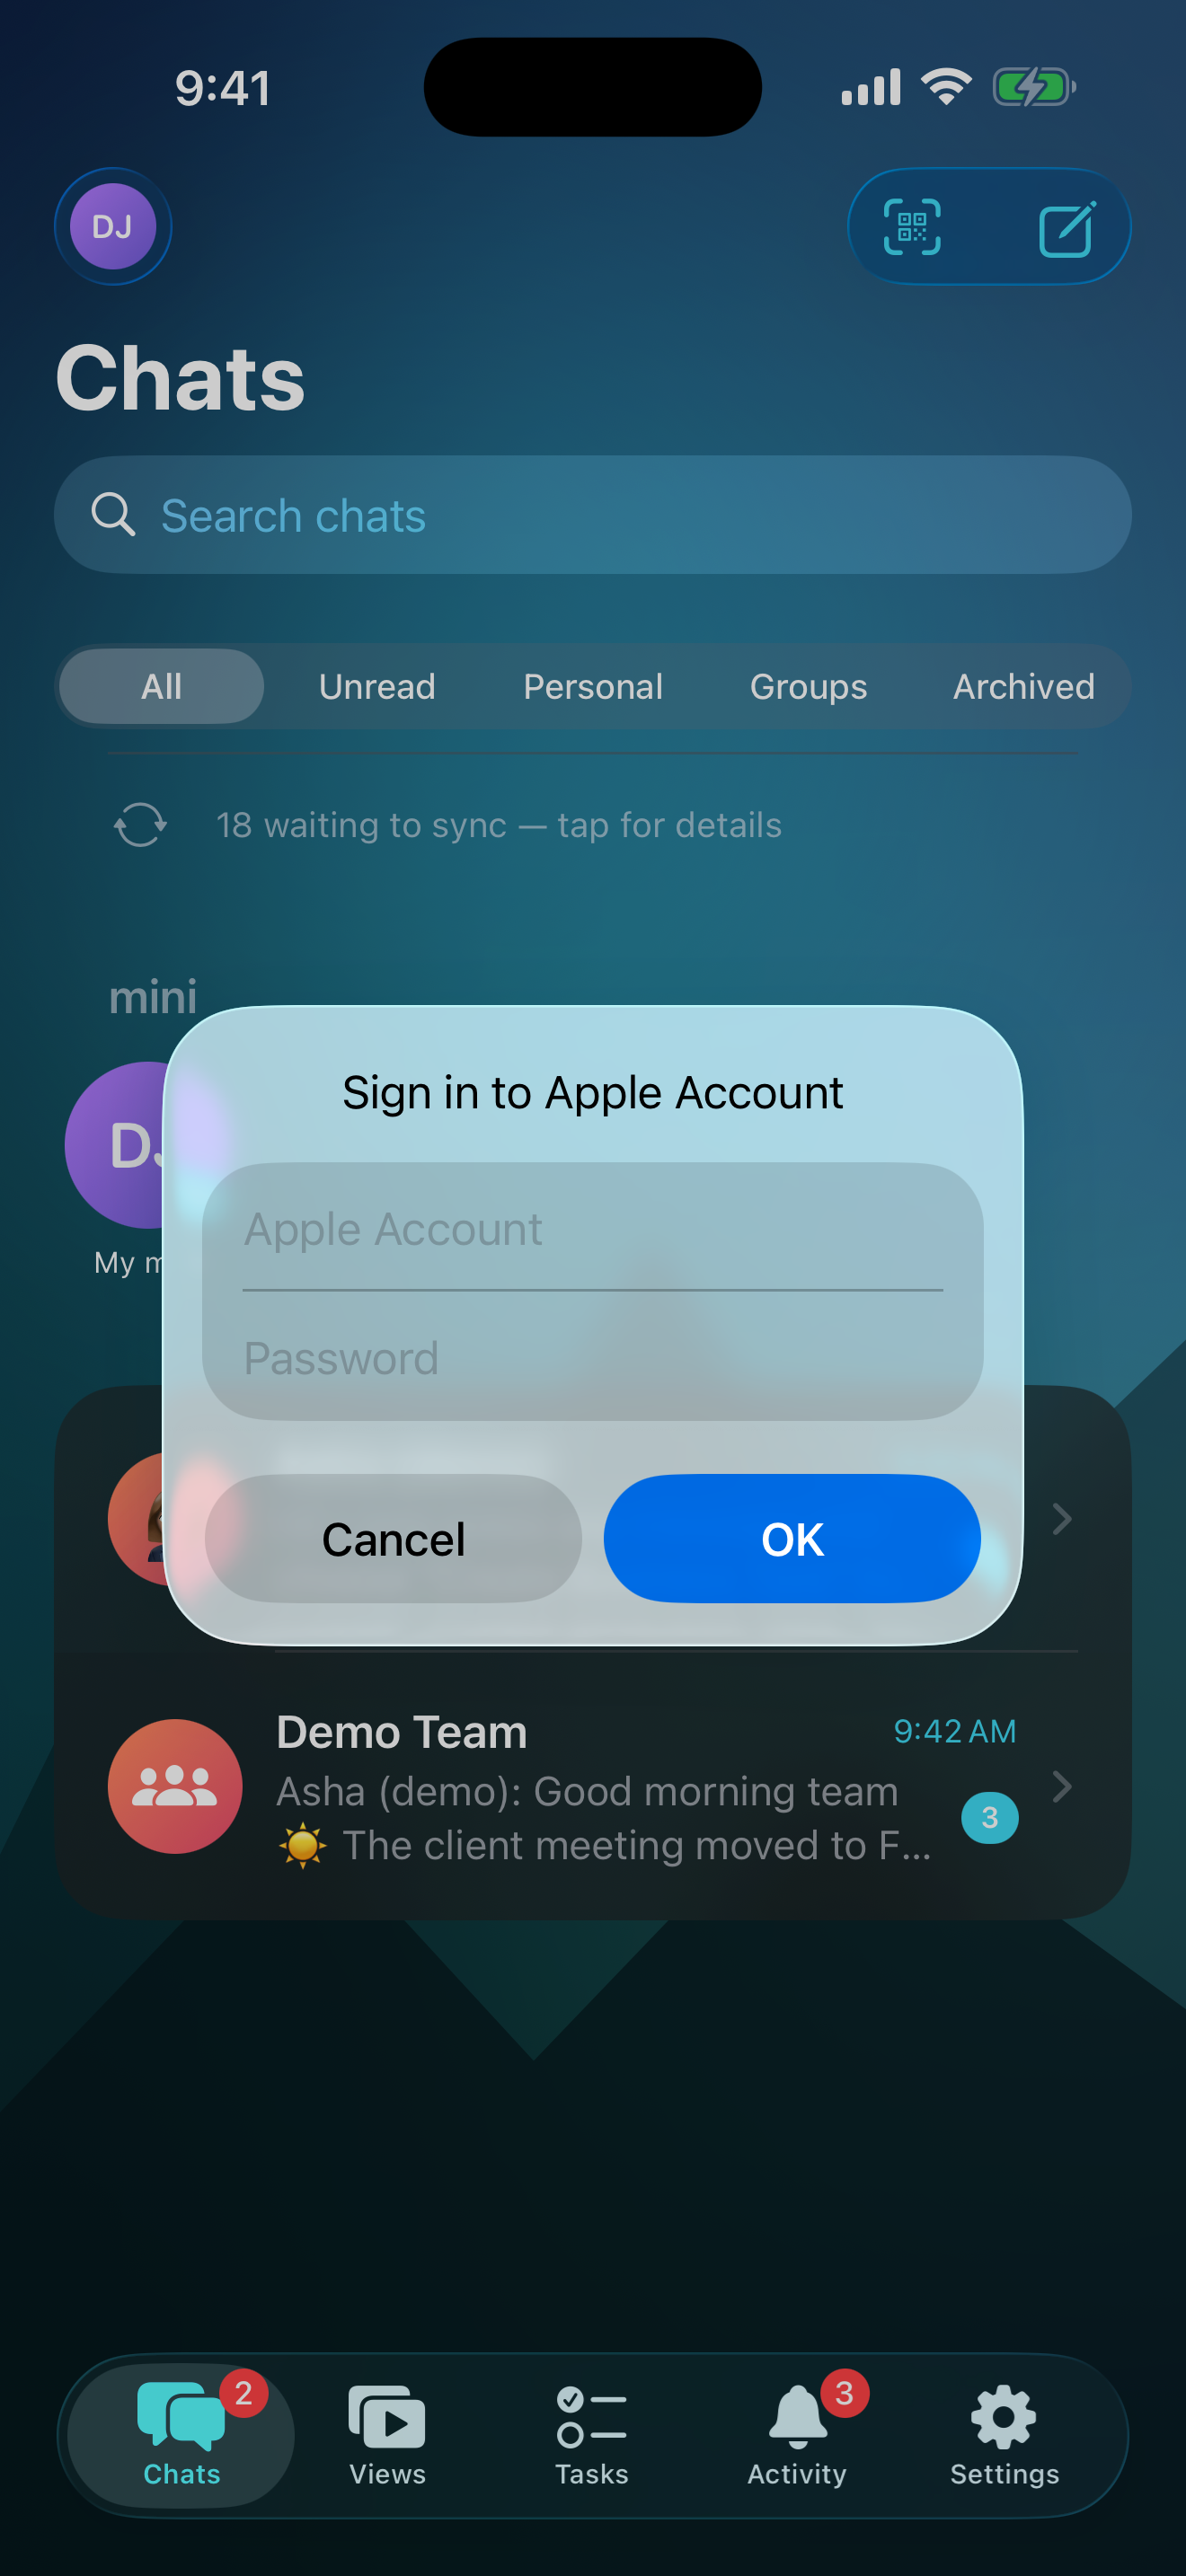 9:41
DJ
Chats
Search chats
All Unread Personal Groups Archived
18 waiting to sync — tap for details
mini
Sign in to Apple Account
Apple Account
Password
My
Cancel OK
Demo Team 9:42 AM
Asha (demo): Good morning team
☀️ The client meeting moved to F... 3
2 3
Chats Views Tasks Activity Settings